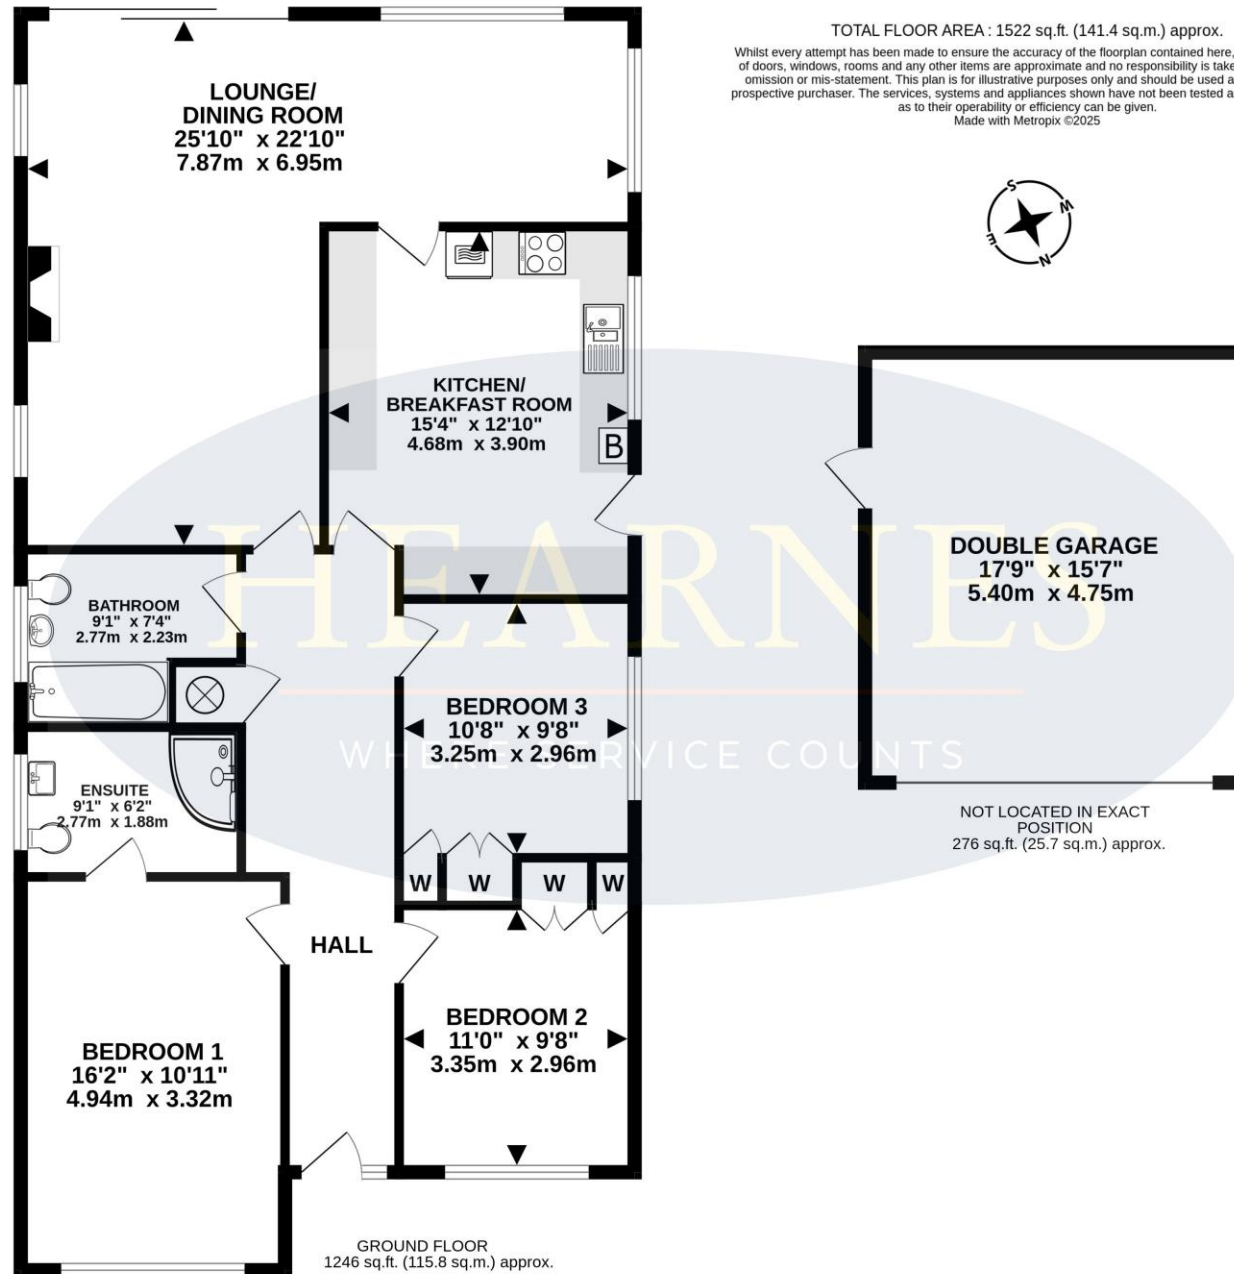 TOTAL FLOOR AREA : 1522 sq.ft. (141.4 sq.m.) approx.
Whilst every attempt has been made to ensure the accuracy of the floorplan contained here,
of doors, windows, rooms and any other items are approximate and no responsibility is take
omission or mis-statement. This plan is for illustrative purposes only and should be used a
prospective purchaser. The services, systems and appliances shown have not been tested a
as to their operability or efficiency can be given.
Made with Metropix ©2025
S
W
E
N
LOUNGE/
DINING ROOM
25'10" x 22'10"
7.87m x 6.95m
KITCHEN/
BREAKFAST ROOM
15'4" x 12'10"
4.68m x 3.90m
B
DOUBLE GARAGE
17'9" x 15'7"
5.40m x 4.75m
HEARNES
WHERE SERVICE COUNTS
BATHROOM
9'1" x 7'4"
2.77m x 2.23m
BEDROOM 3
10'8" x 9'8"
3.25m x 2.96m
ENSUITE
9'1" x 6'2"
2.77m x 1.88m
NOT LOCATED IN EXACT
POSITION
276 sq.ft. (25.7 sq.m.) approx.
W W W W
HALL
BEDROOM 2
11'0" x 9'8"
3.35m x 2.96m
BEDROOM 1
16'2" x 10'11"
4.94m x 3.32m
GROUND FLOOR
1246 sq.ft. (115.8 sq.m.) approx.